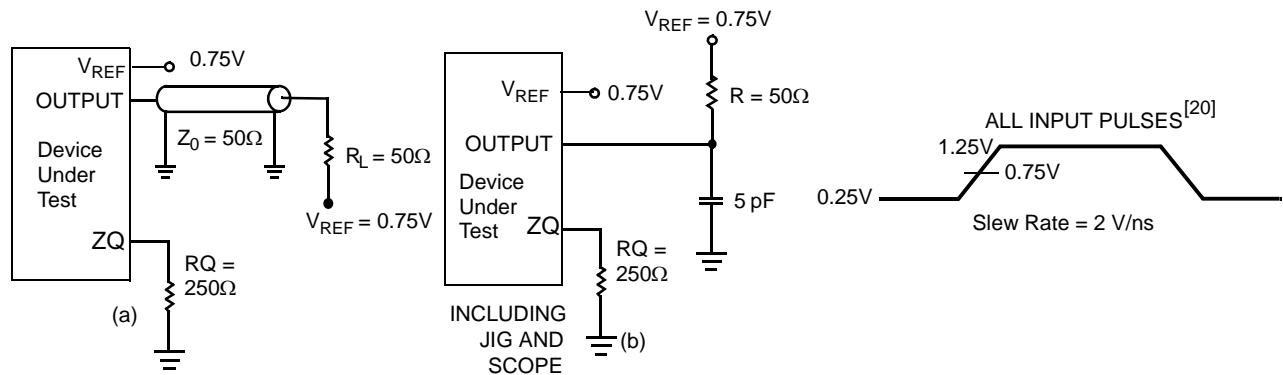 V_REF
0.75V
OUTPUT
Z_0 = 50Ω
Device
Under
Test
R_L = 50Ω
V_REF = 0.75V
ZQ
RQ =
250Ω
(a)
V_REF = 0.75V
R = 50Ω
V_REF
0.75V
OUTPUT
Device
Under
Test
5 pF
ZQ
RQ =
250Ω
INCLUDING
JIG AND
SCOPE
(b)
ALL INPUT PULSES[20]
1.25V
0.75V
0.25V
Slew Rate = 2 V/ns